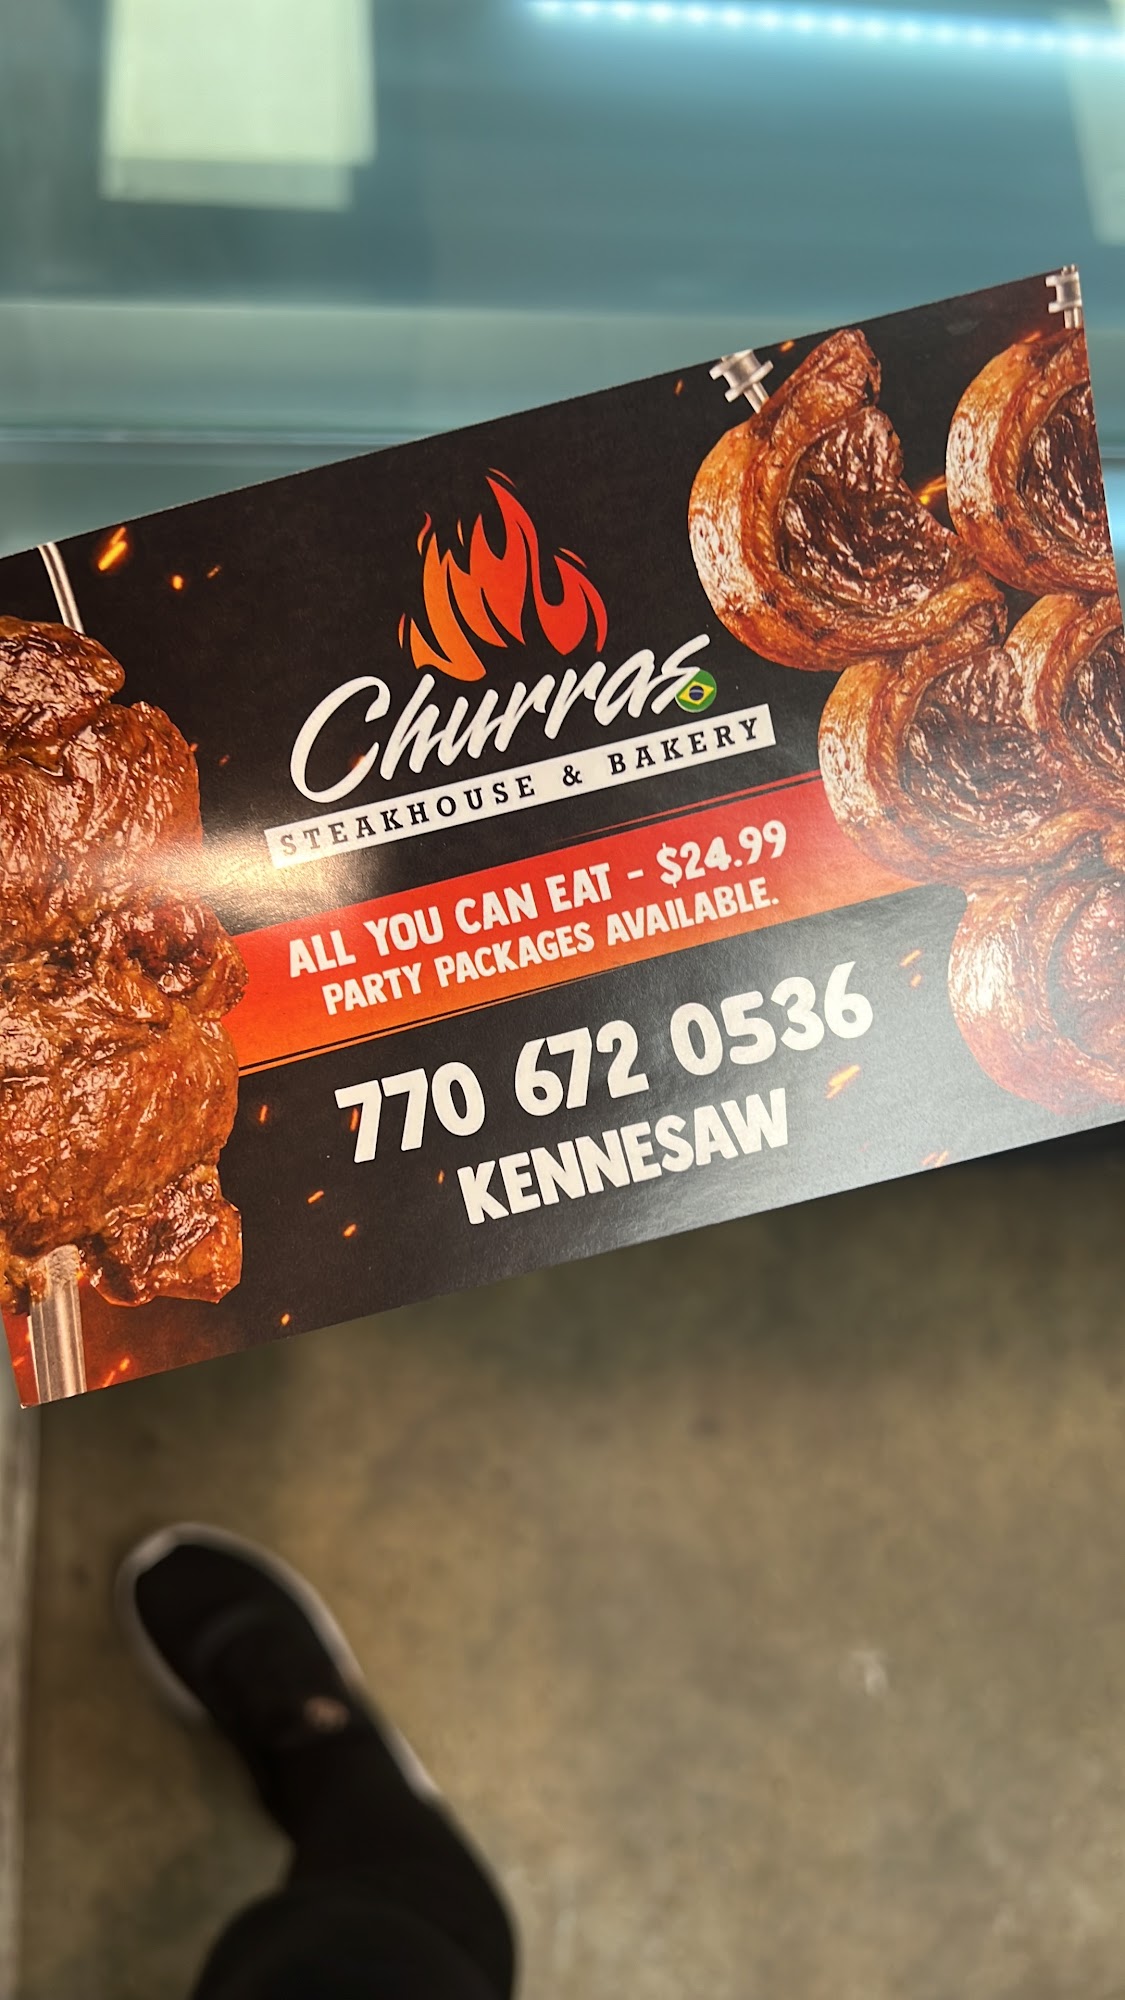 Churras
STEAKHOUSE & BAKERY
ALL YOU CAN EAT - $24.99
PARTY PACKAGES AVAILABLE.
770 672 0536
KENNESAW